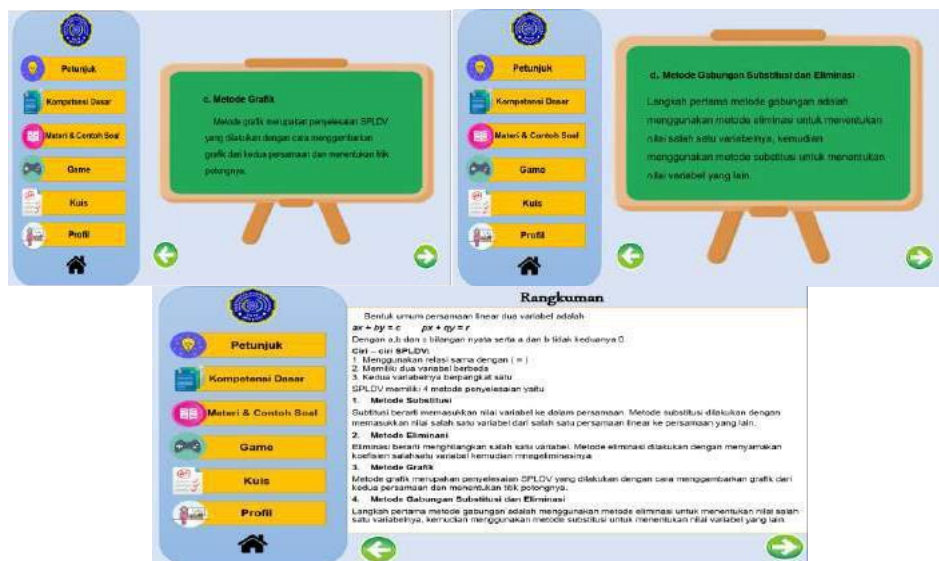 Petunjuk
Kompetensi Dasar
Materi & Contoh Soal
Game
Kuis
Profil
c. Metode Grafik
Metode grafik merupakan penyelesaian SPLDV
yang dilakukan dengan cara menggambarkan
grafik dari kedua persamaan dan menentukan titik
potongnya.
Petunjuk
Kompetensi Dasar
Materi & Contoh Soal
Game
Kuis
Profil
d. Metode Gabungan Substitusi dan Eliminasi
Langkah pertama metode gabungan adalah
menggunakan metode eliminasi untuk menentukan
nilai salah satu variabelnya, kemudian
menggunakan metode substitusi untuk menentukan
nilai variabel yang lain.
Petunjuk
Kompetensi Dasar
Materi & Contoh Soal
Game
Kuis
Profil
Rangkuman
Bentuk umum persamaan linear dua variabel adalah
ax + by = c px + qy = r
Dengan a,b dan c bilangan nyata serta a dan b tidak keduanya 0.
Ciri – ciri SPLDV:
1. Menggunakan relasi sama dengan ( = )
2. Memiliki dua variabel berbeda
3. Kedua variabelnya berpangkat satu
SPLDV memiliki 4 metode penyelesaian yaitu
1. Metode Substitusi
Subtitusi berarti memasukkan nilai variabel ke dalam persamaan. Metode substitusi dilakukan dengan
memasukkan nilai salah satu variabel dari salah satu persamaan linear ke persamaan yang lain.
2. Metode Eliminasi
Eliminasi berarti menghilangkan salah satu variabel. Metode eliminasi dilakukan dengan menyamakan
koefisien salahsatu variabel kemudian mnegeliminasinya
3. Metode Grafik
Metode grafik merupakan penyelesaian SPLDV yang dilakukan dengan cara menggambarkan grafik dari
kedua persamaan dan menentukan titik potongnya.
4. Metode Gabungan Substitusi dan Eliminasi
Langkah pertama metode gabungan adalah menggunakan metode eliminasi untuk menentukan nilai salah
satu variabelnya, kemudian menggunakan metode substitusi untuk menentukan nilai variabel yang lain.